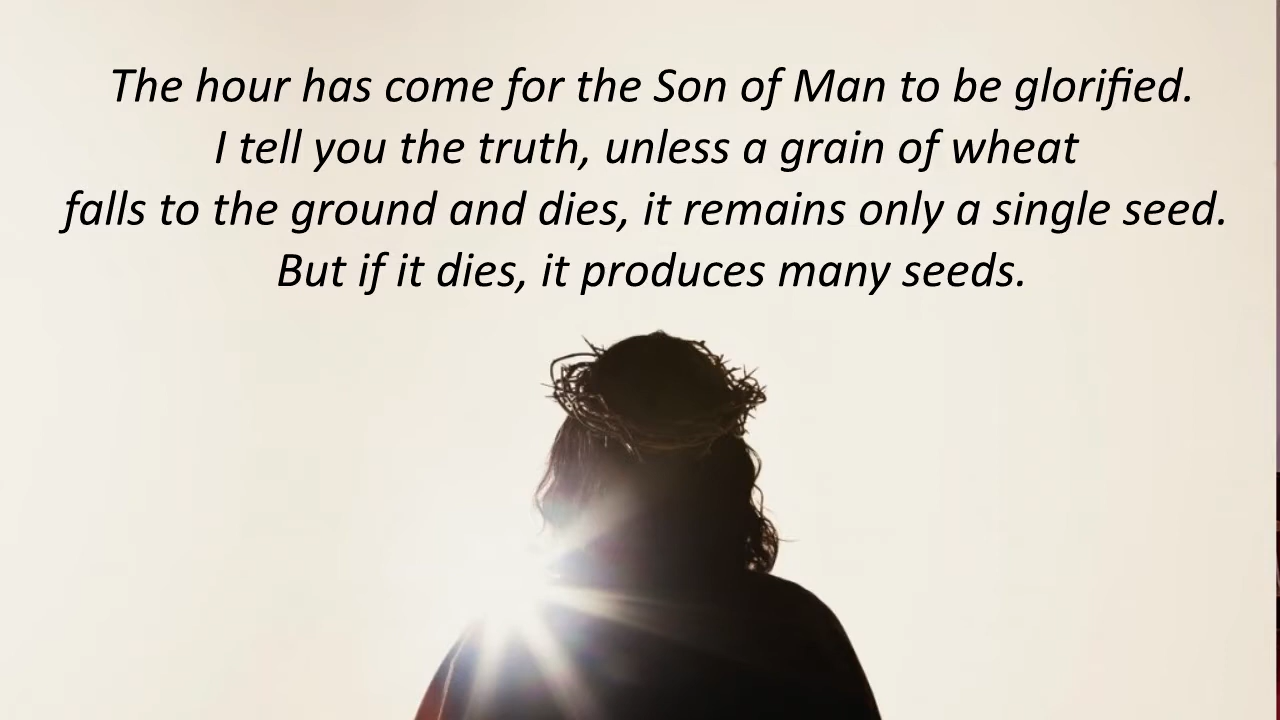 The hour has come for the Son of Man to be glorified.
I tell you the truth, unless a grain of wheat
falls to the ground and dies, it remains only a single seed.
But if it dies, it produces many seeds.